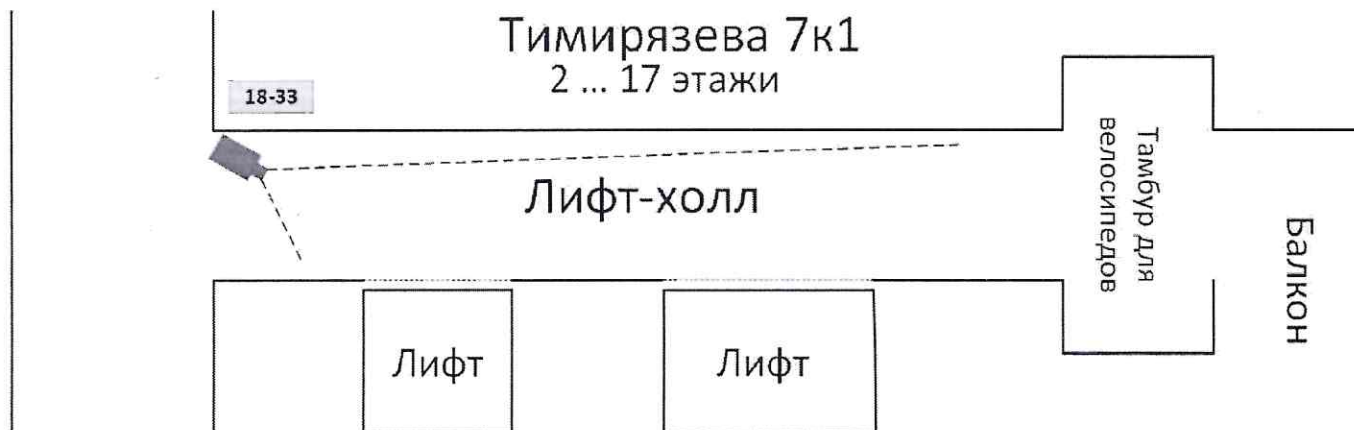 Тимирязева 7к1
2 ... 17 этажи
18-33
Лифт-холл
Тамбур для
велосипедов
Балкон
Лифт
Лифт